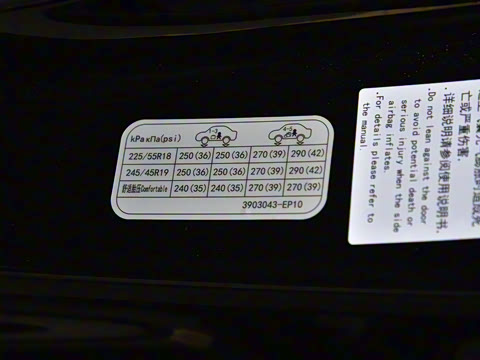 kPa кПа(psi) 1-3 4-5
225/55R18 250 (36) 250 (36) 270 (39) 290 (42)
245/45R19 250 (36) 250 (36) 270 (39) 290 (42)
舒适胎压Comfortable 240 (35) 240 (35) 270 (39) 270 (39)
3903043-EP10
亡或严重伤害.
.详细说明请参阅使用说明书.
.Do not lean against the door
to avoid potential death or
serious injury when the side
airbag inflates.
.For details please refer to
the manual.